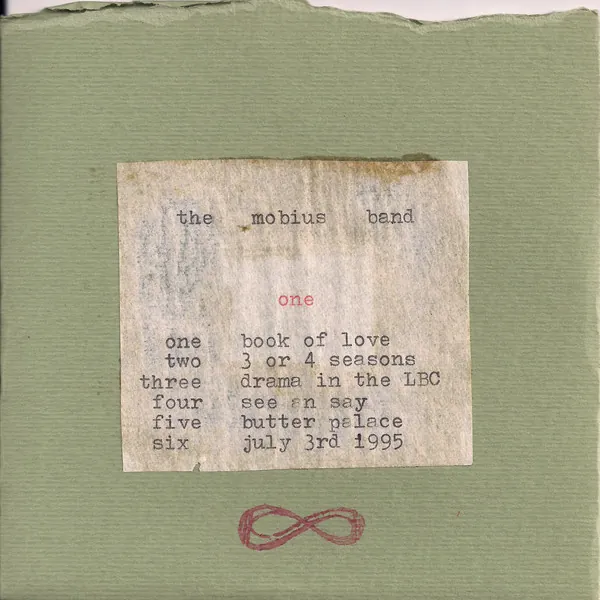 the mobius band
one
one book of love
two 3 or 4 seasons
three drama in the LBC
four see an say
five butter palace
six july 3rd 1995